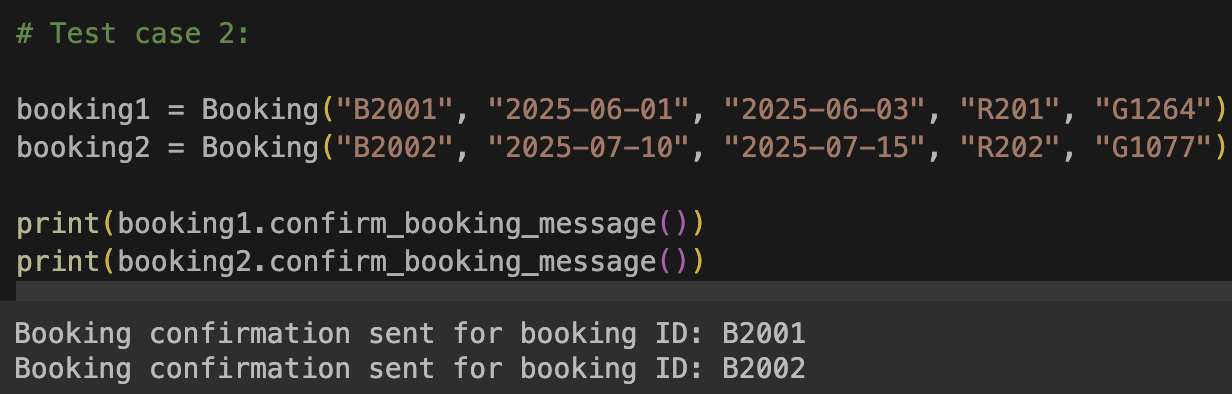 # Test case 2:
booking1 = Booking("B2001", "2025-06-01", "2025-06-03", "R201", "G1264")
booking2 = Booking("B2002", "2025-07-10", "2025-07-15", "R202", "G1077")
print(booking1.confirm_booking_message())
print(booking2.confirm_booking_message())
Booking confirmation sent for booking ID: B2001
Booking confirmation sent for booking ID: B2002